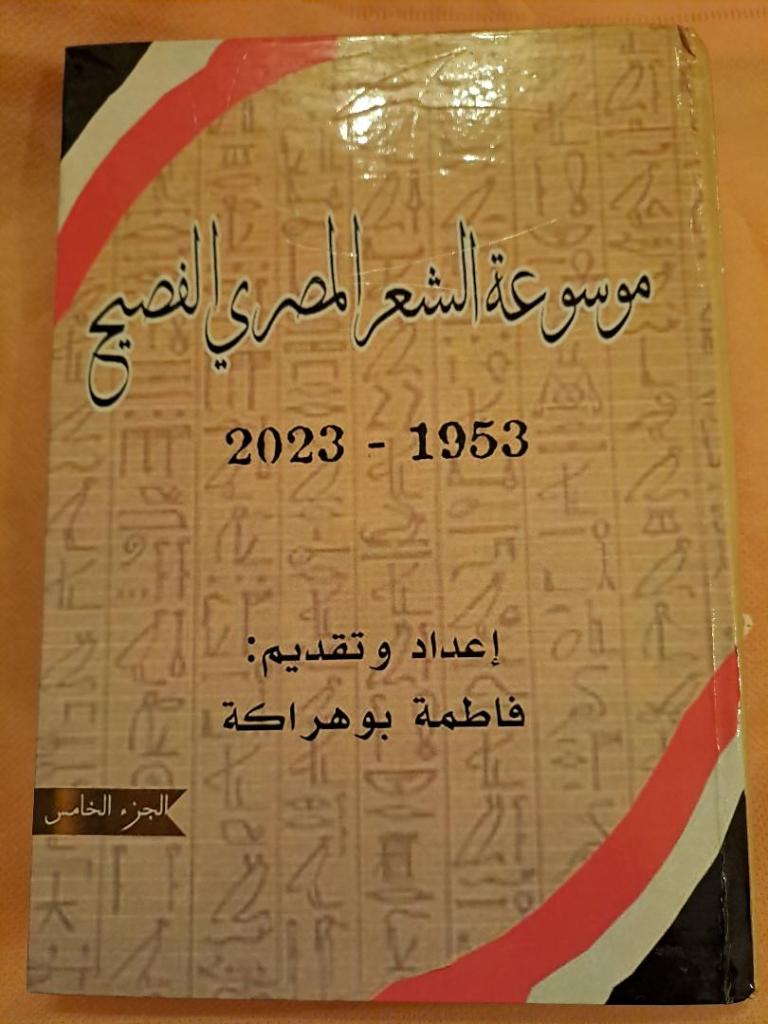 موسوعة الشعر المصري الفصيح
1953 - 2023
إعداد وتقديم:
فاطمة بوهراكة
الجزء الخامس